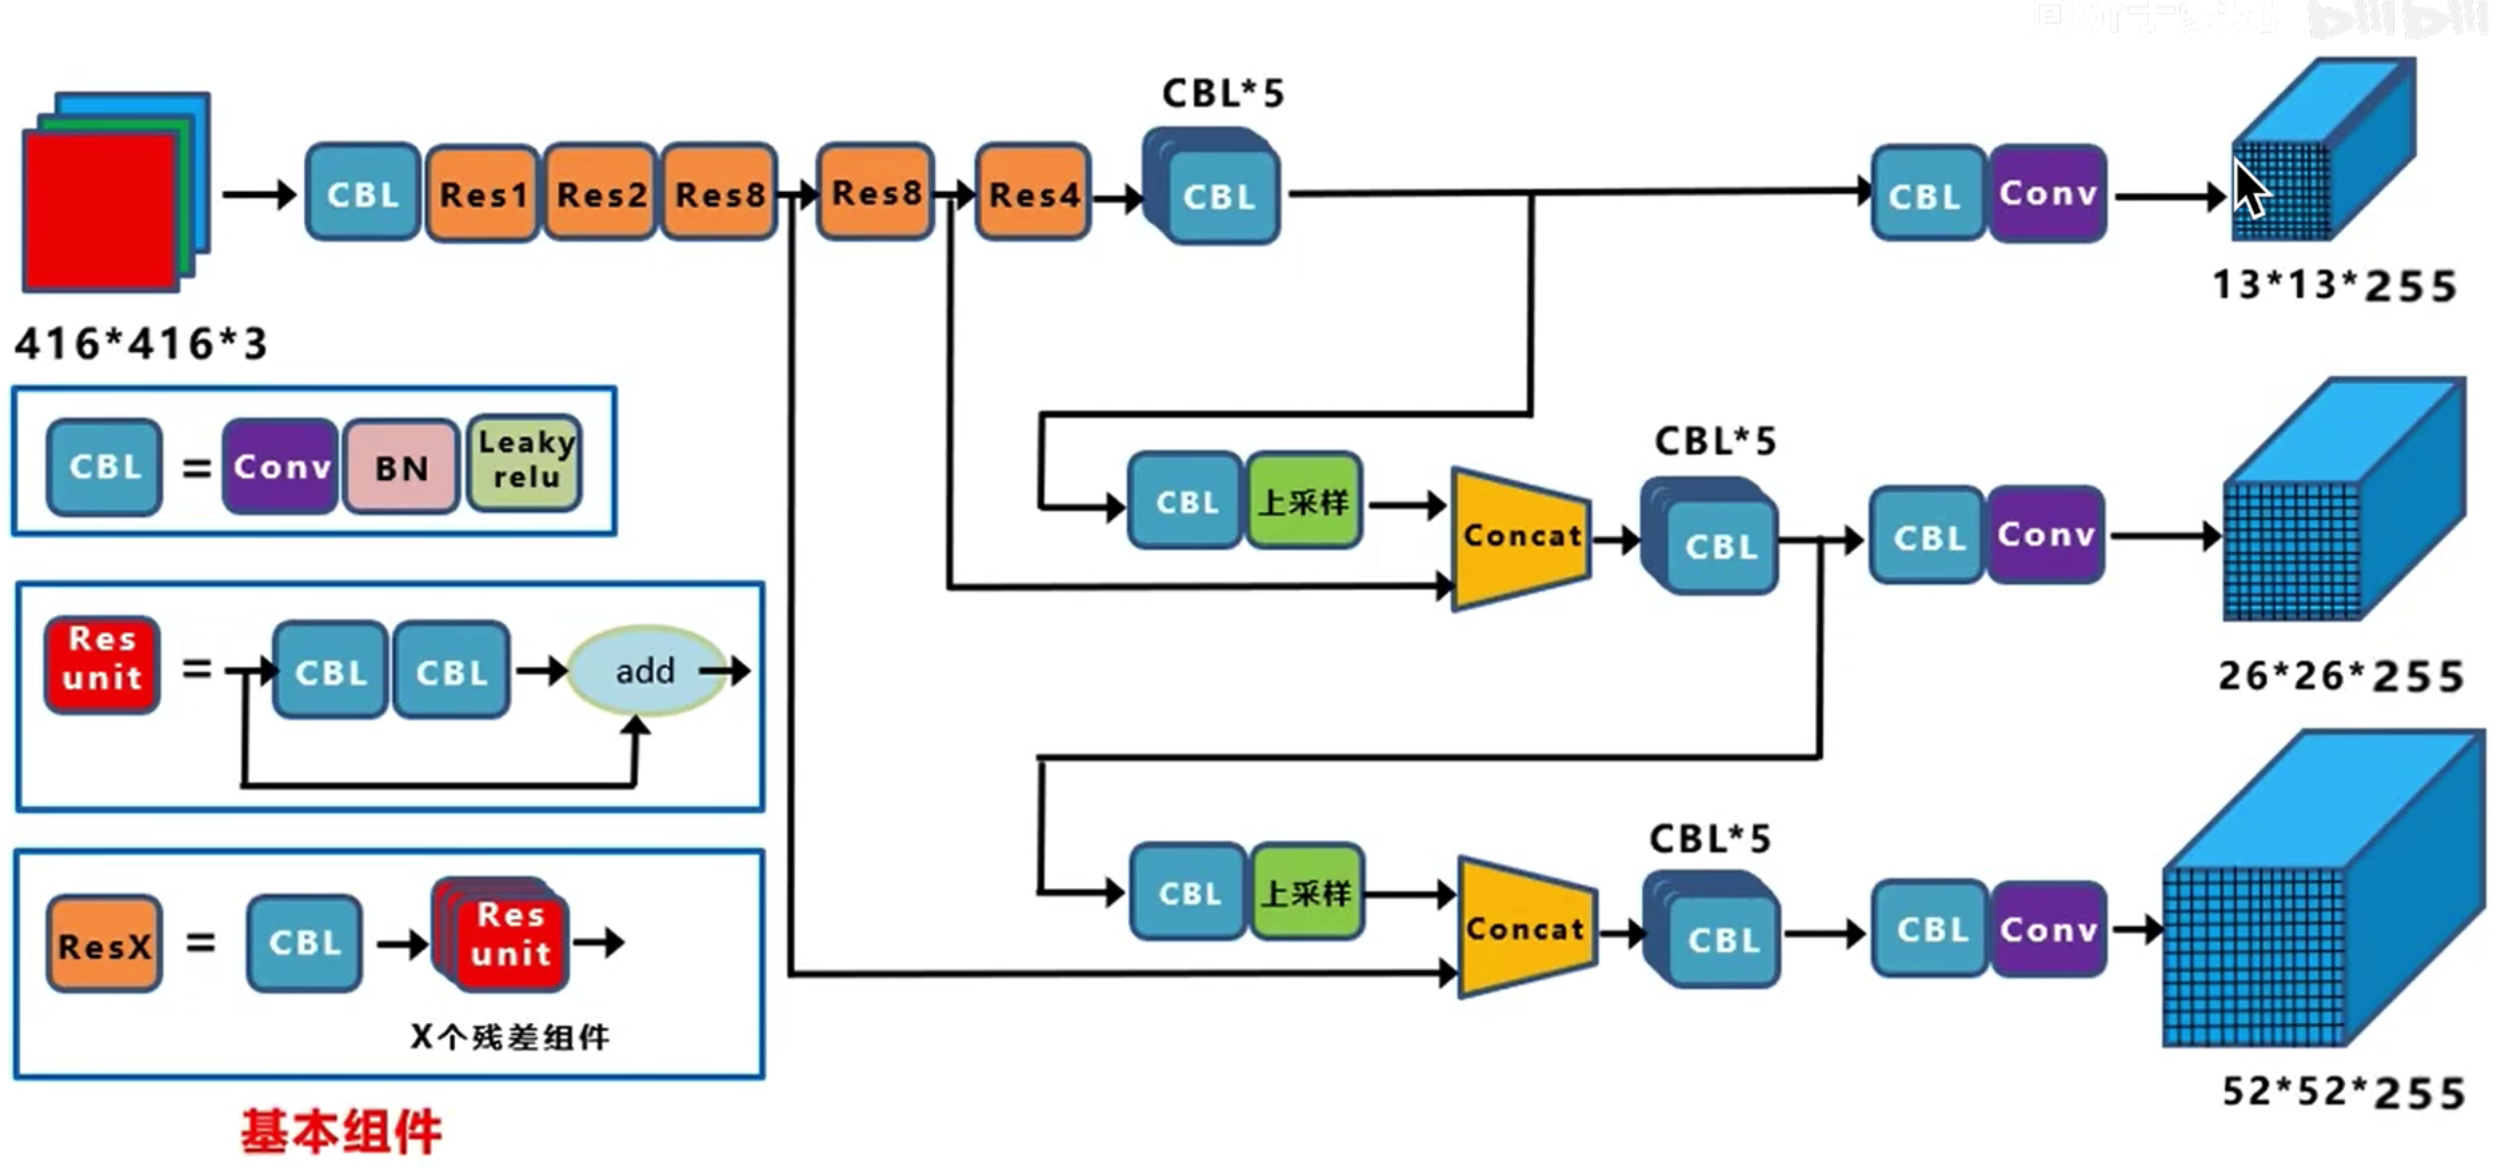 bilibili
CBL*5
CBL Res1 Res2 Res8 Res8 Res4 CBL CBL Conv
13*13*255
416*416*3
CBL = Conv BN Leaky relu
CBL*5
CBL 上采样 Concat CBL CBL Conv
26*26*255
Res unit = CBL CBL add
CBL*5
CBL 上采样 Concat CBL CBL Conv
52*52*255
ResX = CBL Res unit
X个残差组件
基本组件